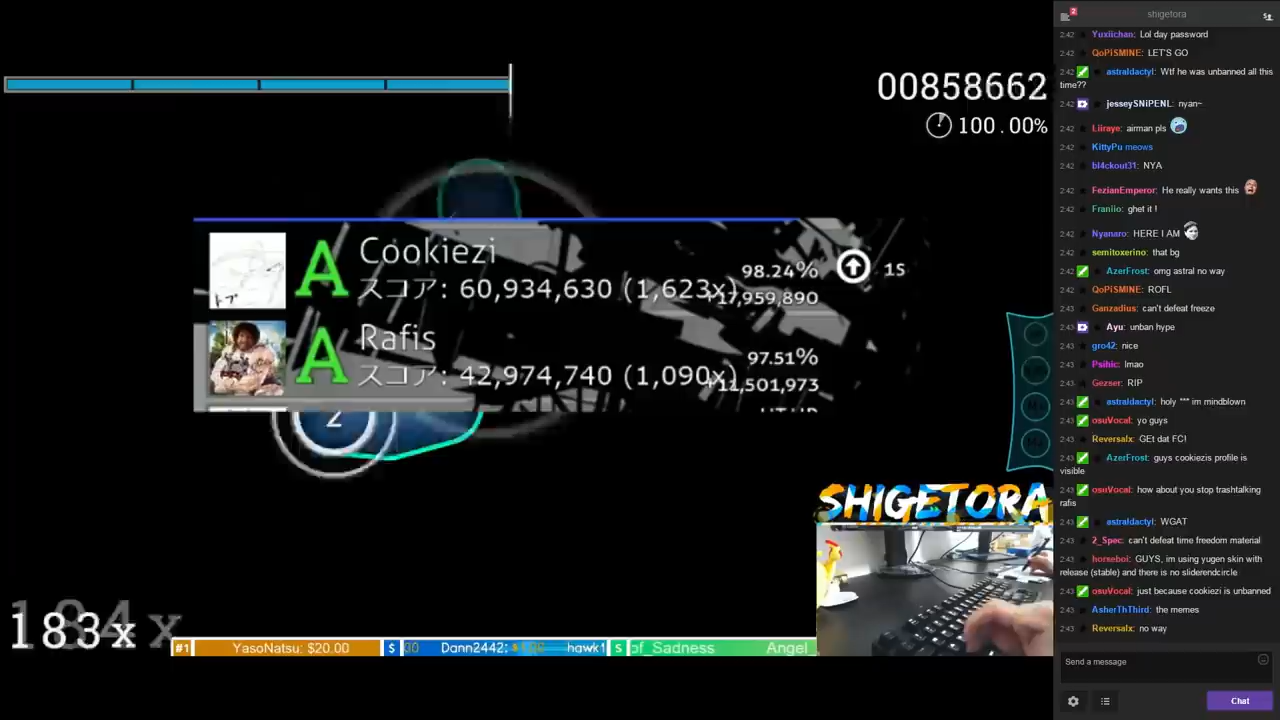 00858662
100.00%
Cookiezi
A
スコア: 60,934,630 (1,623x)
98.24%
+17,959,890
1s
Rafis
A
スコア: 42,974,740 (1,090x)
97.51%
+11,501,973
2
SHIGETORA
183x
#1 YasoNatsu: $20.00 $ Dann2442: hawk1 S of_Sadness Angel
2
shigetora
2:42 Yuxiichan: Lol day password
2:42 QoPiSMINE: LET'S GO
2:42 astraldactyl: Wtf he was unbanned all this
time??
2:42 jesseySNiPENL: nyan~
2:42 Liiraye: airman pls
2:42 KittyPu meows
2:42 bl4ckout31: NYA
2:42 FezianEmperor: He really wants this
2:42 Franlio: ghet it !
2:42 Nyanaro: HERE I AM
2:42 semitoxerino: that bg
2:42 AzerFrost: omg astral no way
2:42 QoPiSMINE: ROFL
2:42 Ganzadius: can't defeat freeze
2:43 Ayu: unban hype
2:43 gro42: nice
2:43 Psihic: lmao
2:43 Gezser: RIP
2:43 astraldactyl: holy *** im mindblown
2:43 osuVocal: yo guys
2:43 Reversalx: GEt dat FC!
2:43 AzerFrost: guys cookiezis profile is
visible
2:43 osuVocal: how about you stop trashtalking
rafis
2:43 astraldactyl: WGAT
2:43 2_Spec: can't defeat time freedom material
2:43 horseboi: GUYS, im using yugen skin with
release (stable) and there is no sliderendcircle
2:43 osuVocal: just because cookiezi is unbanned
2:43 AsherThThird: the memes
2:43 Reversalx: no way
Send a message
Chat